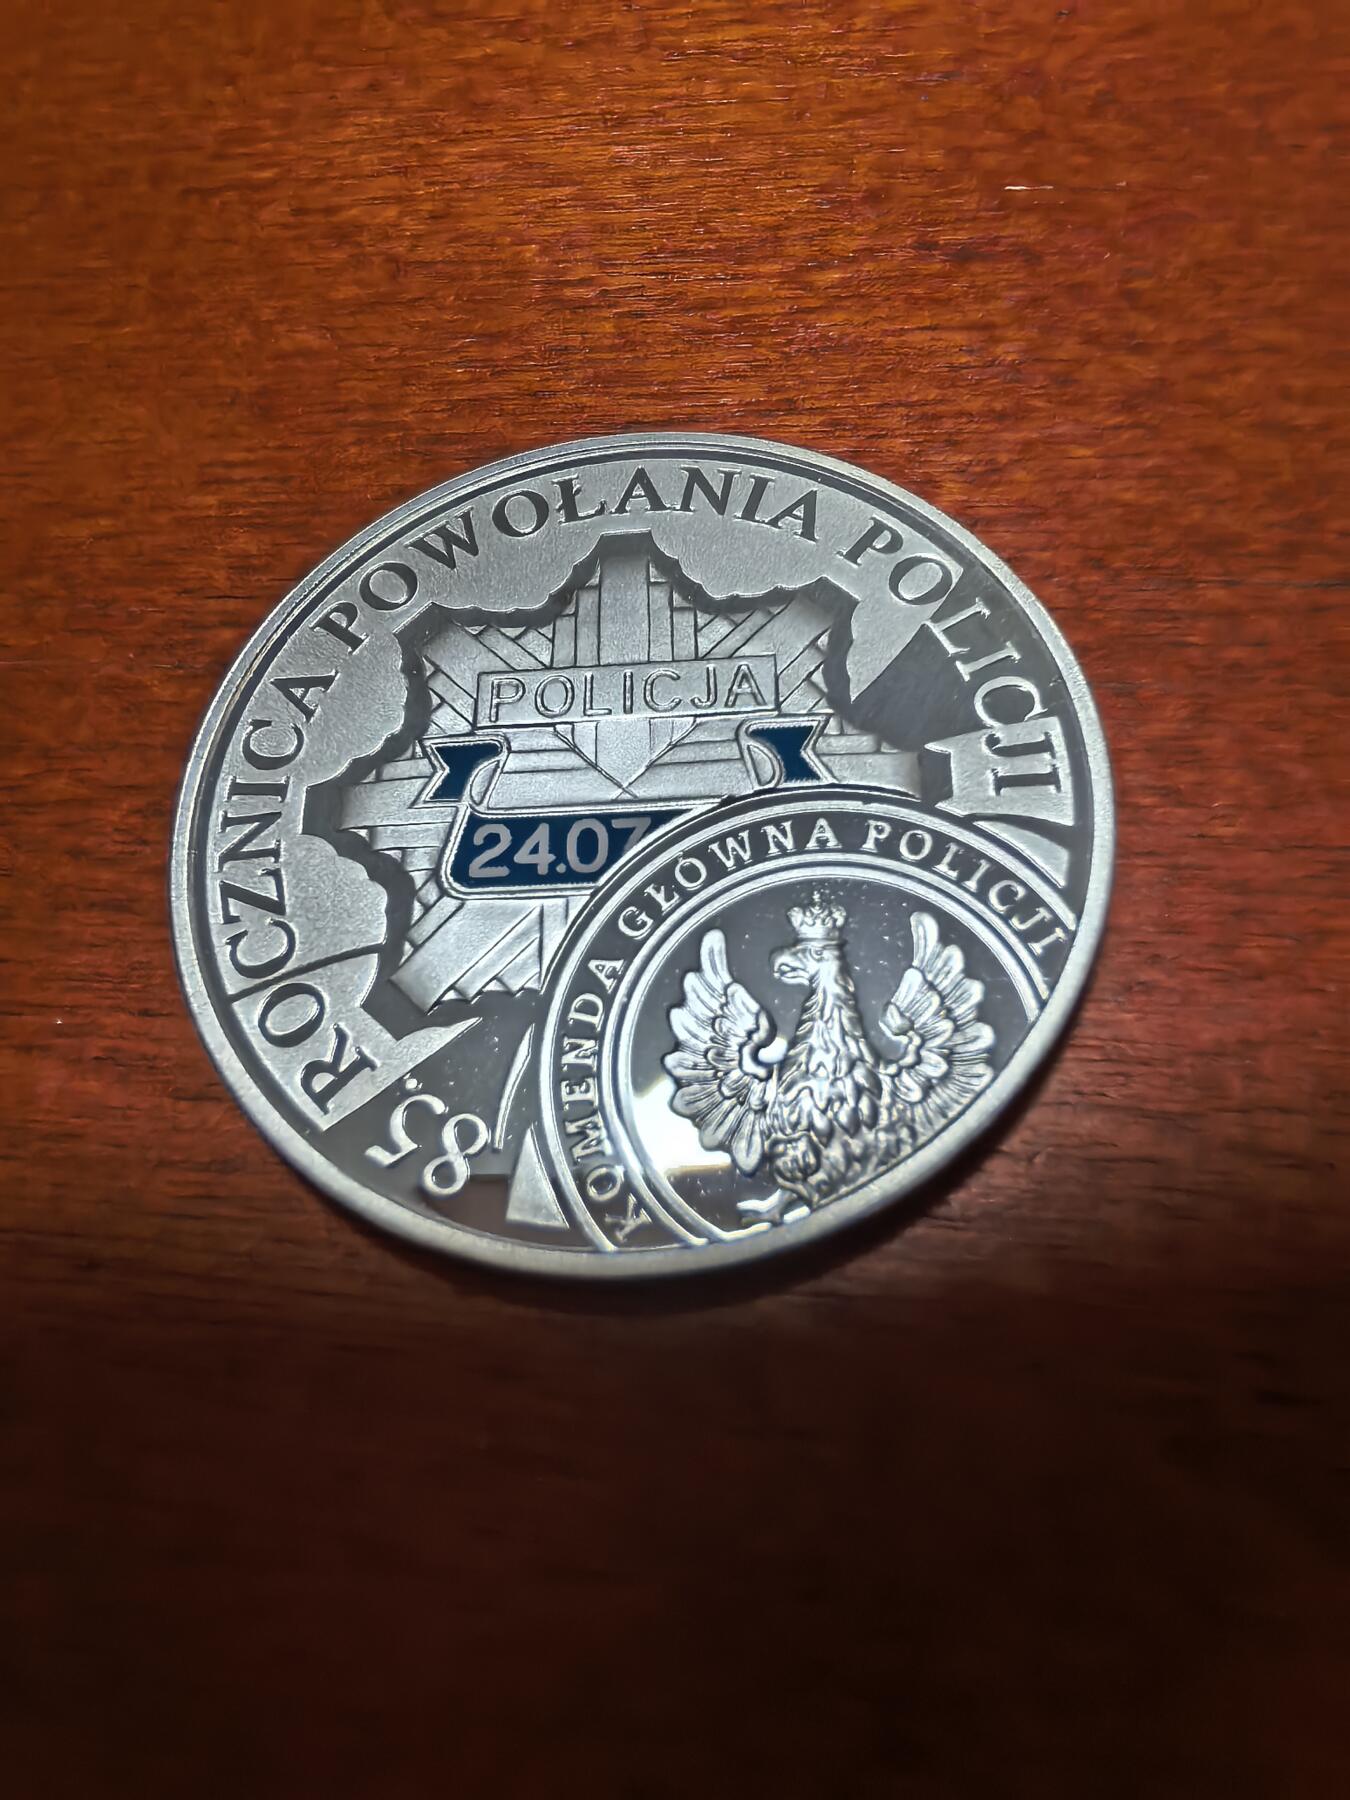 85. ROCZNICA POWOŁANIA POLICJI
POLICJA
24.07
KOMENDA GŁÓWNA POLICJI